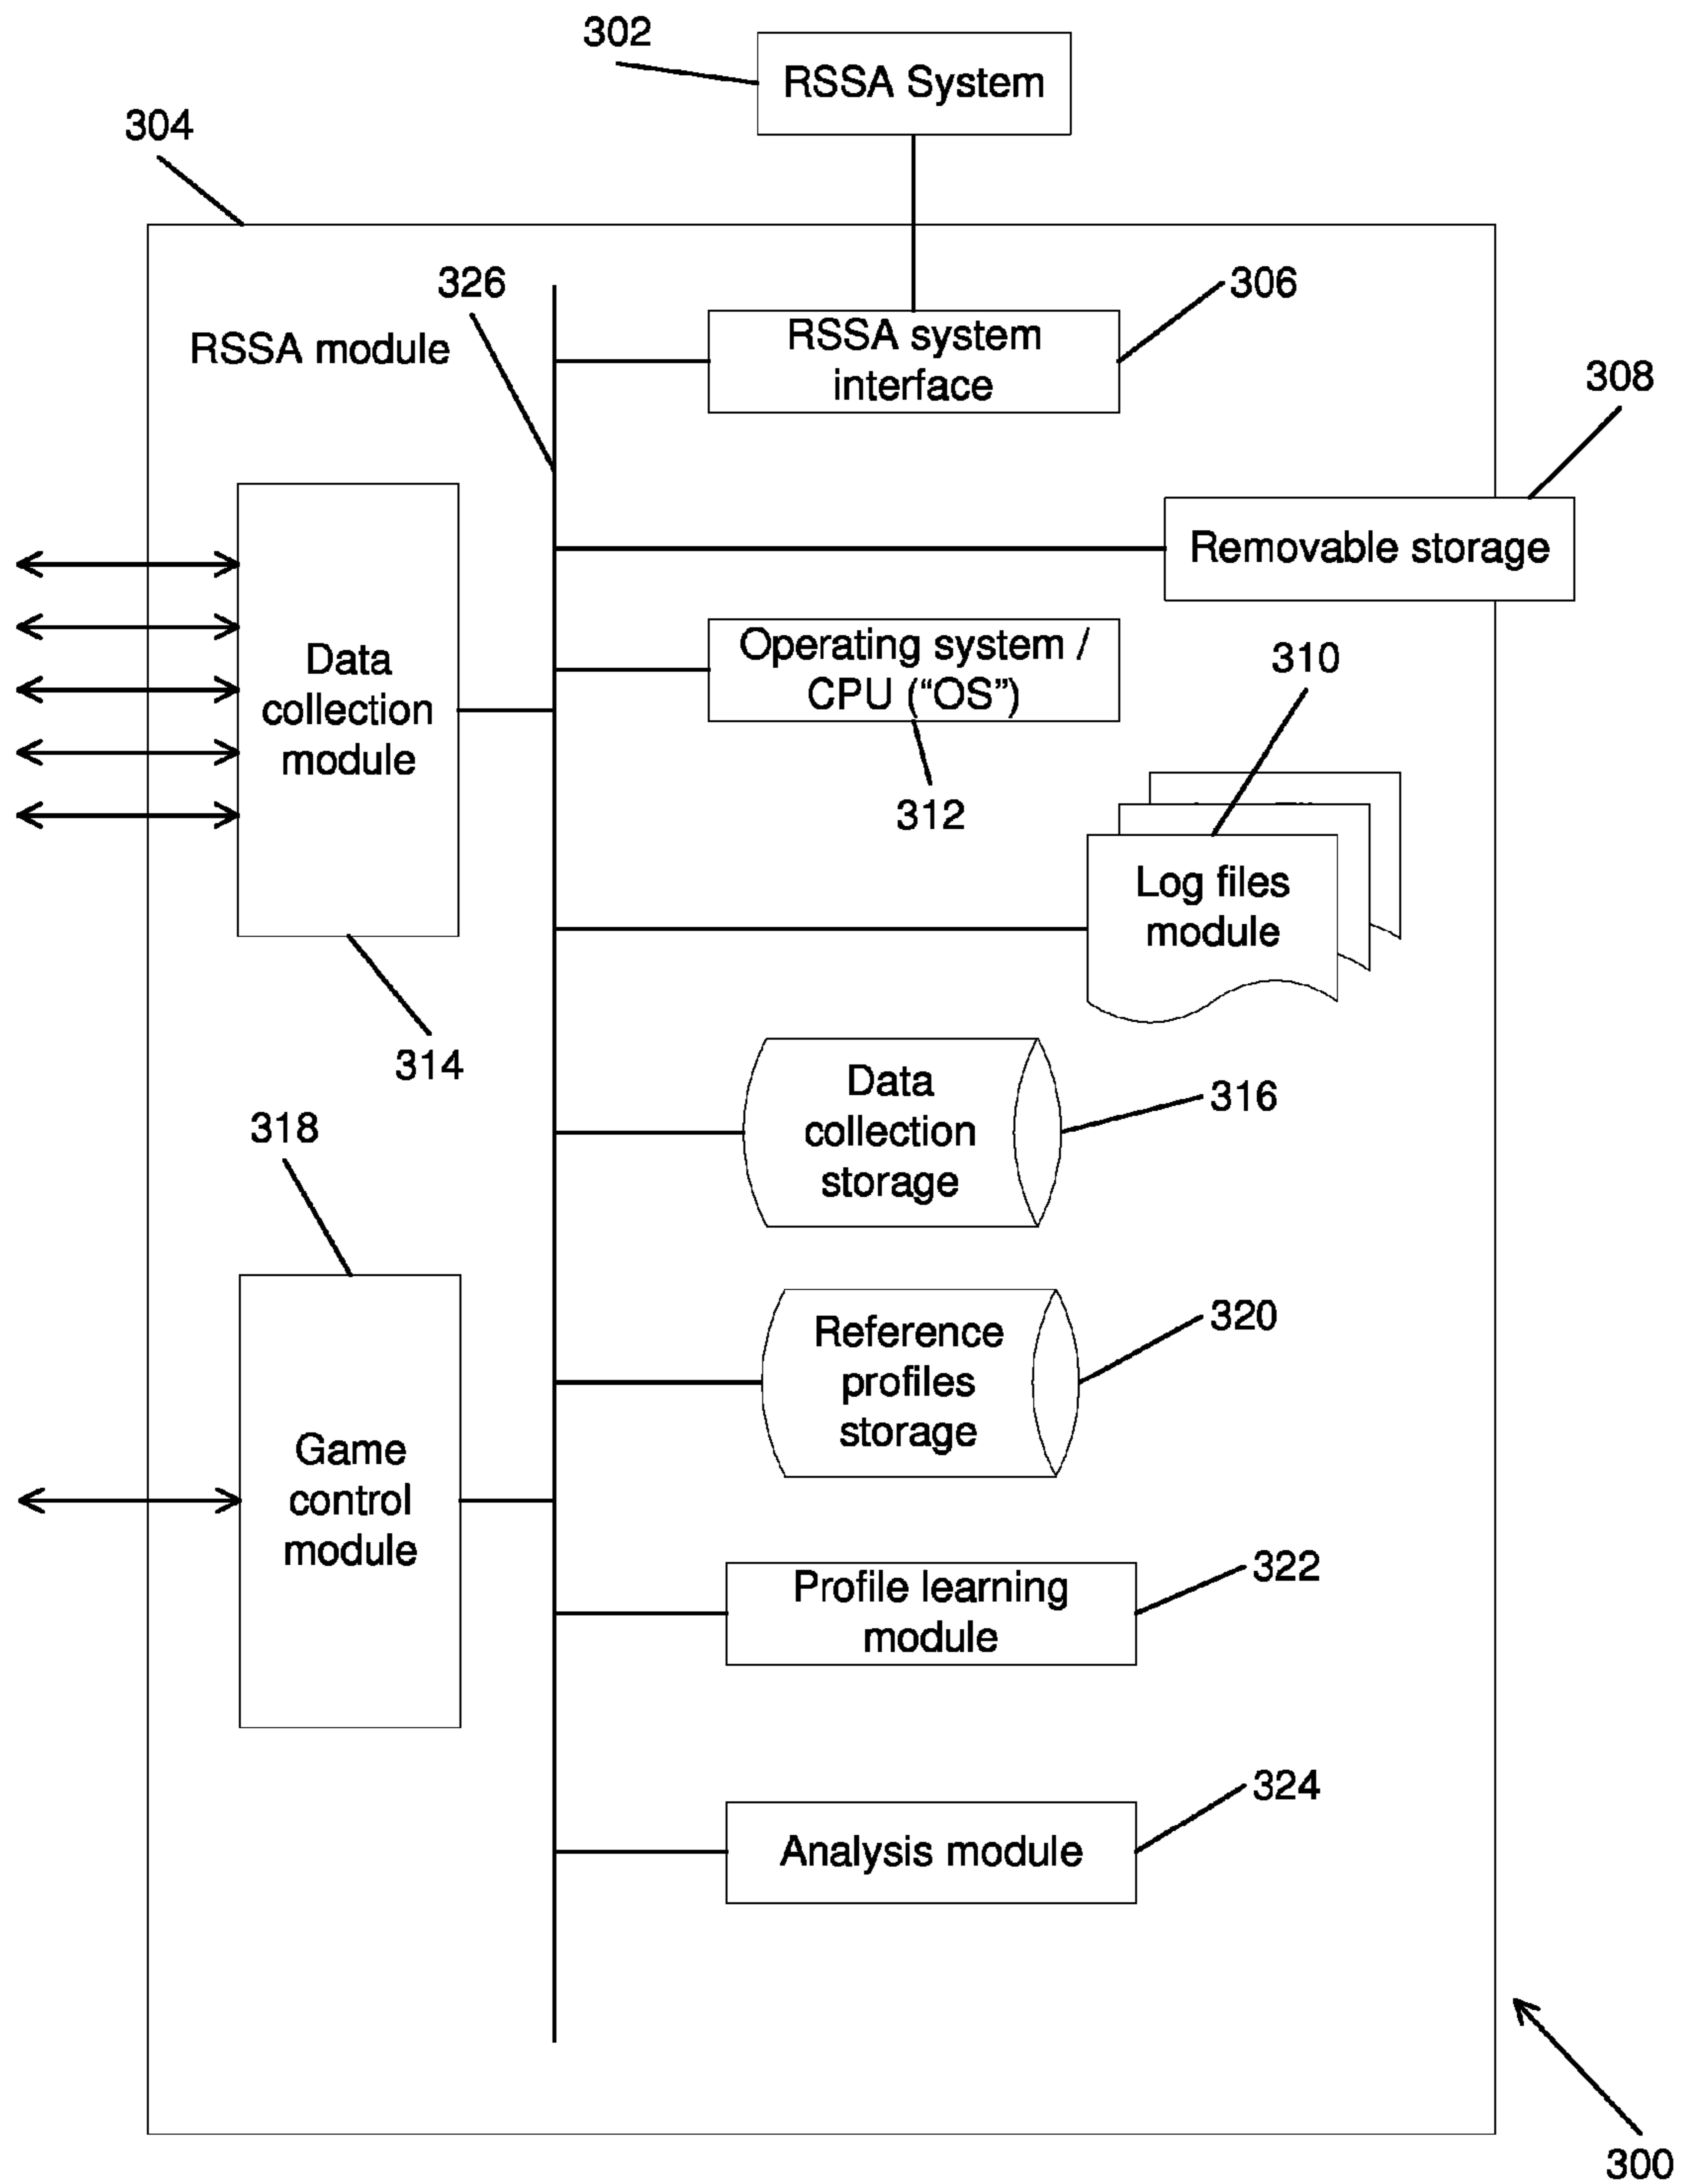 302
RSSA System
304
326
306
RSSA module
RSSA system
interface
308
Removable storage
Operating system /
CPU (“OS”)
310
Data
collection
module
312
Log files
module
314
Data
collection
storage
316
318
Reference
profiles
storage
320
Game
control
module
Profile learning
module
322
324
Analysis module
300